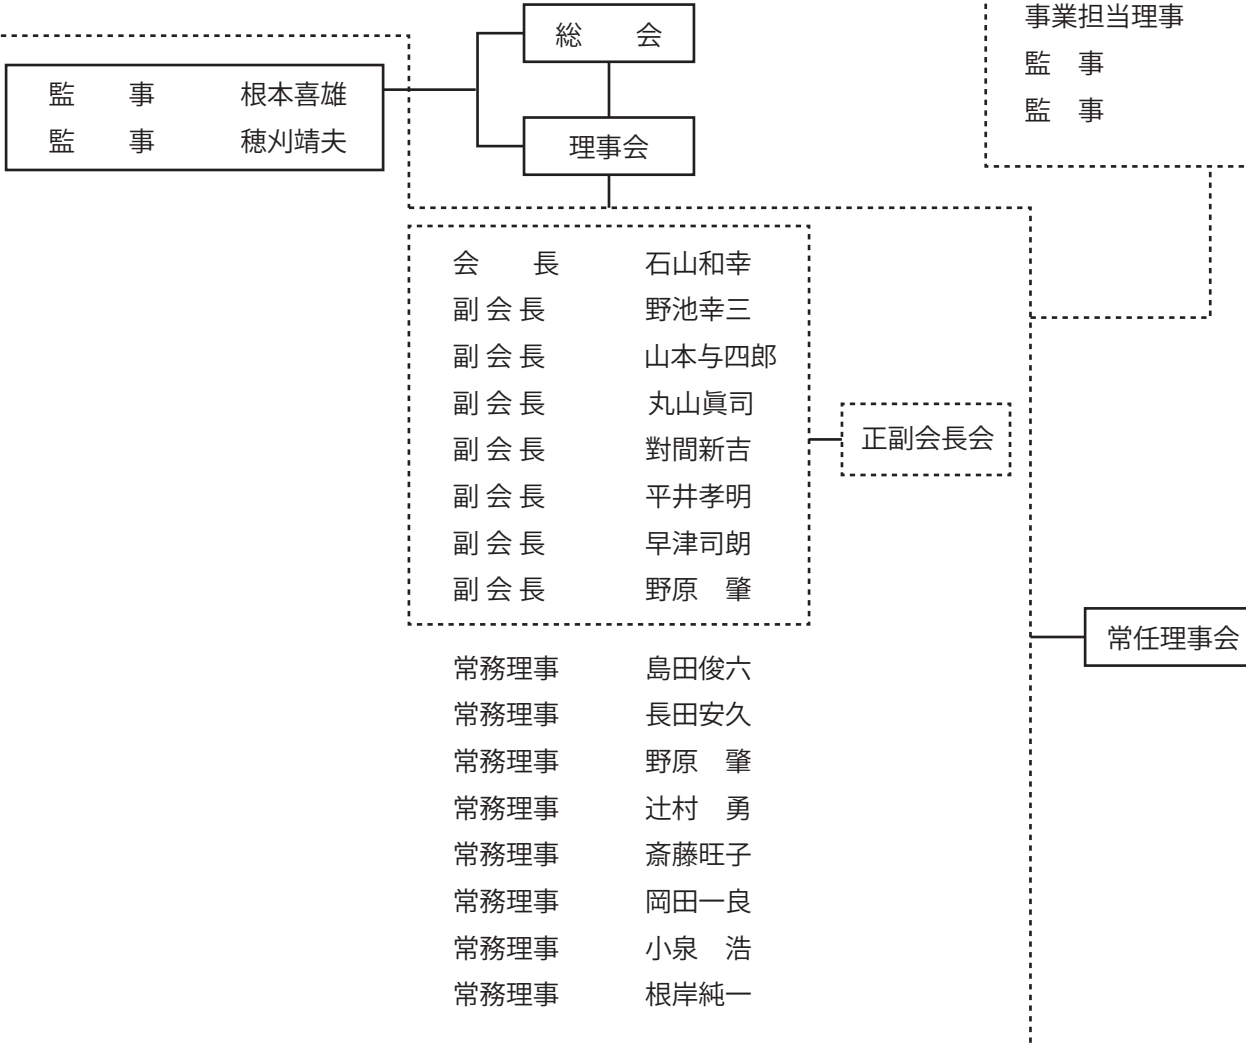 総　　会
事業担当理事
監　事
監　事
監　　事　　　根本喜雄
監　　事　　　穂刈靖夫
理事会
会　　長　　　石山和幸
副 会 長　　　野池幸三
副 会 長　　　山本与四郎
副 会 長　　　丸山眞司
副 会 長　　　對間新吉
副 会 長　　　平井孝明
副 会 長　　　早津司朗
副 会 長　　　野原　肇
正副会長会
常任理事会
常務理事　　　島田俊六
常務理事　　　長田安久
常務理事　　　野原　肇
常務理事　　　辻村　勇
常務理事　　　斎藤旺子
常務理事　　　岡田一良
常務理事　　　小泉　浩
常務理事　　　根岸純一